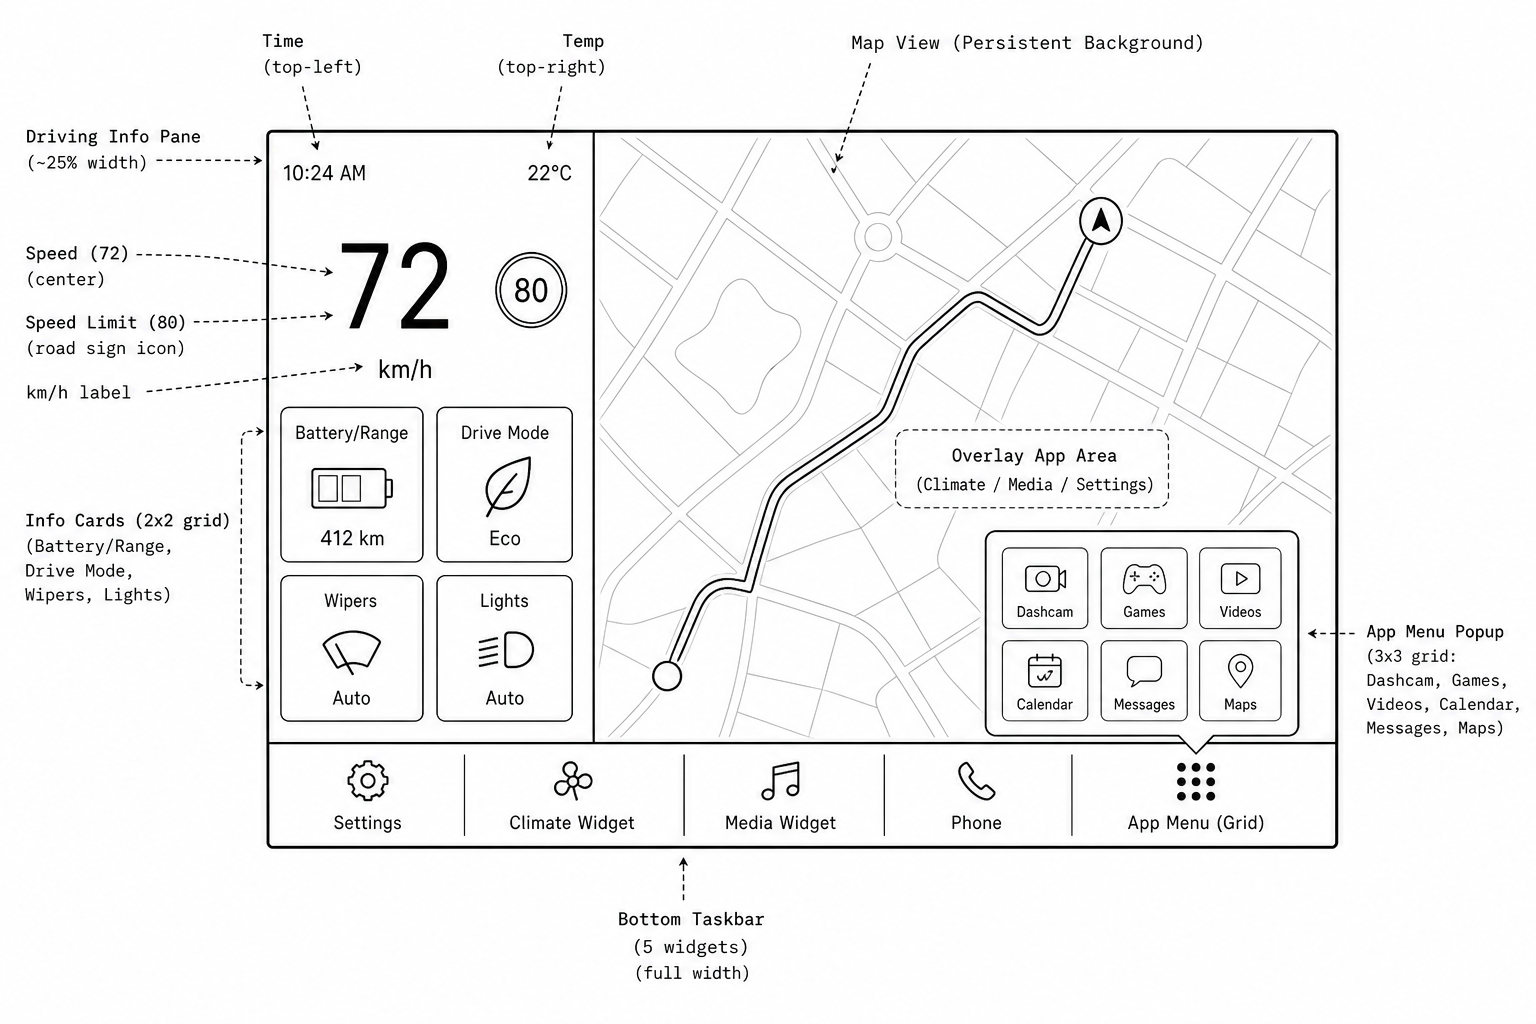 Time
(top-left)
Temp
(top-right)
Map View (Persistent Background)
Driving Info Pane
(~25% width)
10:24 AM
22°C
Speed (72)
(center)
72
80
Speed Limit (80)
(road sign icon)
km/h
km/h label
Battery/Range
412 km
Drive Mode
Eco
Info Cards (2x2 grid)
(Battery/Range,
Drive Mode,
Wipers, Lights)
Wipers
Auto
Lights
Auto
Overlay App Area
(Climate / Media / Settings)
Dashcam
Games
Videos
Calendar
Messages
Maps
App Menu Popup
(3x3 grid:
Dashcam, Games,
Videos, Calendar,
Messages, Maps)
Settings
Climate Widget
Media Widget
Phone
App Menu (Grid)
Bottom Taskbar
(5 widgets)
(full width)